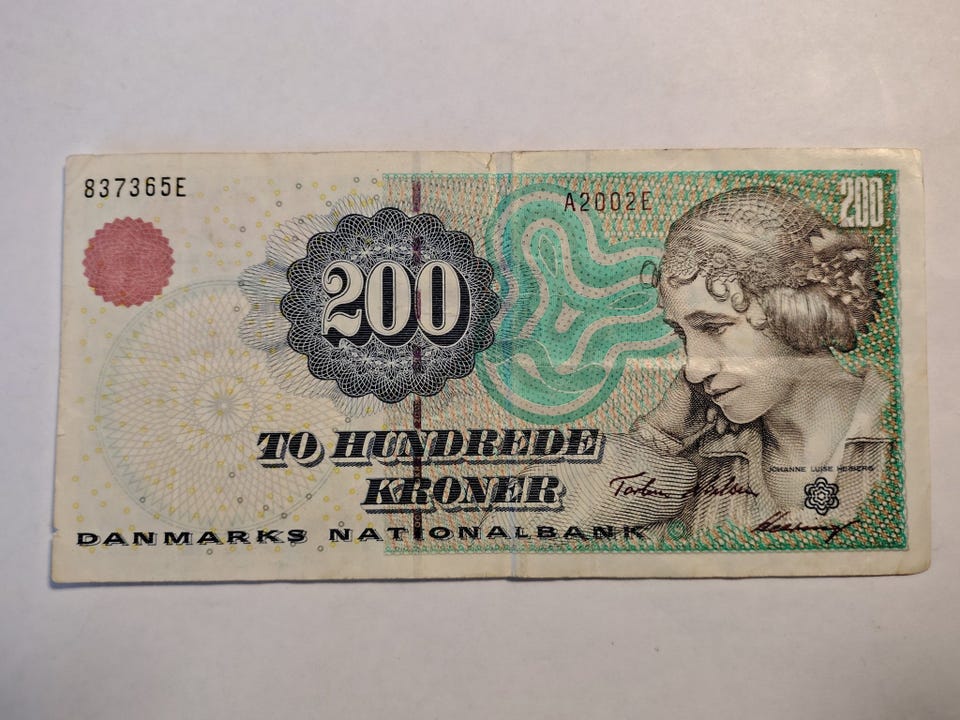 837365E
A2002E
200
200
TO HUNDREDE
KRONER
JOHANNE LUISE HEIBERG
DANMARKS NATIONALBANK